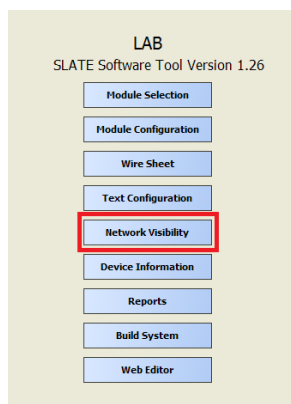 LAB
SLATE Software Tool Version 1.26
Module Selection
Module Configuration
Wire Sheet
Text Configuration
Network Visibility
Device Information
Reports
Build System
Web Editor